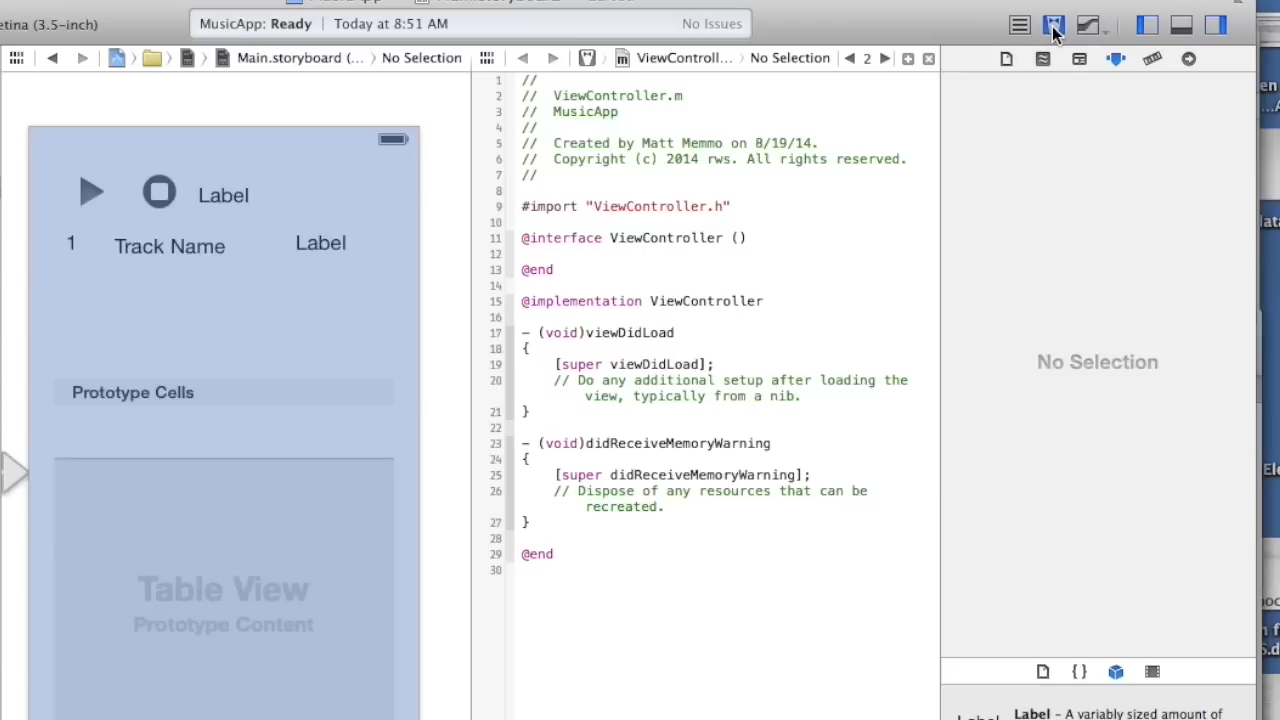 etina (3.5-inch)
MusicApp: Ready | Today at 8:51 AM
No Issues
Main.storyboard (...
No Selection
ViewControll...
No Selection
2
1 //
2 // ViewController.m
3 // MusicApp
4 //
5 // Created by Matt Memmo on 8/19/14.
6 // Copyright (c) 2014 rws. All rights reserved.
7 //
8
9 #import "ViewController.h"
10
11 @interface ViewController ()
12
13 @end
14
15 @implementation ViewController
16
17 - (void)viewDidLoad
18 {
19 [super viewDidLoad];
20 // Do any additional setup after loading the
view, typically from a nib.
21 }
22
23 - (void)didReceiveMemoryWarning
24 {
25 [super didReceiveMemoryWarning];
26 // Dispose of any resources that can be
recreated.
27 }
28
29 @end
30
Label
1 Track Name Label
Prototype Cells
Table View
Prototype Content
No Selection
{ }
Label – A variably sized amount of